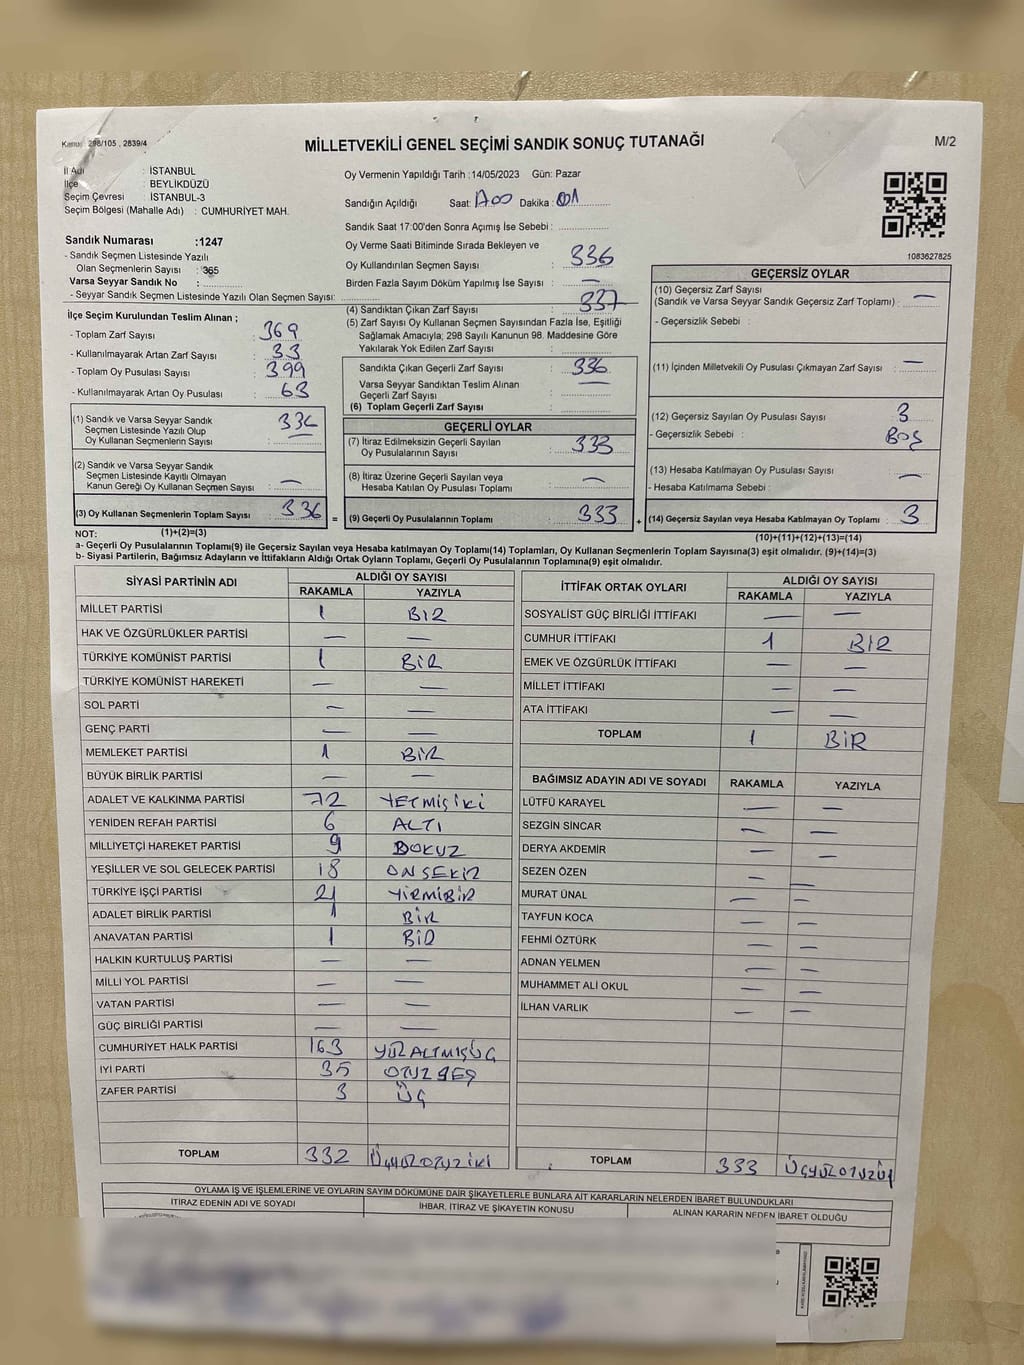 Kanun: 298/105 , 2839/4
MİLLETVEKİLİ GENEL SEÇİMİ SANDIK SONUÇ TUTANAĞI
M/2
İl Adı : İSTANBUL
İlçe : BEYLİKDÜZÜ
Seçim Çevresi : İSTANBUL-3
Seçim Bölgesi (Mahalle Adı) : CUMHURİYET MAH.
Oy Vermenin Yapıldığı Tarih :14/05/2023 Gün: Pazar
Sandığın Açıldığı Saat: Dakika:
Sandık Saat 17:00'den Sonra Açımış İse Sebebi :
Sandık Numarası :1247
- Sandık Seçmen Listesinde Yazılı
Olan Seçmenlerin Sayısı : 365
Varsa Seyyar Sandık No :
- Seyyar Sandık Seçmen Listesinde Yazılı Olan Seçmen Sayısı:
Oy Verme Saati Bitiminde Sırada Bekleyen ve
Oy Kullandırılan Seçmen Sayısı : 336
Birden Fazla Sayım Döküm Yapılmış İse Sayısı : —
1083627825
İlçe Seçim Kurulundan Teslim Alınan ;
- Toplam Zarf Sayısı : 369
- Kullanılmayarak Artan Zarf Sayısı : 33
- Toplam Oy Pusulası Sayısı : 399
- Kullanılmayarak Artan Oy Pusulası : 63
(4) Sandıktan Çıkan Zarf Sayısı : 337
(5) Zarf Sayısı Oy Kullanan Seçmen Sayısından Fazla İse, Eşitliği
Sağlamak Amacıyla; 298 Sayılı Kanunun 98. Maddesine Göre
Yakılarak Yok Edilen Zarf Sayısı :
Sandıkta Çıkan Geçerli Zarf Sayısı : 336
Varsa Seyyar Sandıktan Teslim Alınan
Geçerli Zarf Sayısı : —
(6) Toplam Geçerli Zarf Sayısı :
GEÇERSİZ OYLAR
(10) Geçersiz Zarf Sayısı
(Sandık ve Varsa Seyyar Sandık Geçersiz Zarf Toplamı) : —
- Geçersizlik Sebebi :
(11) İçinden Milletvekili Oy Pusulası Çıkmayan Zarf Sayısı : —
(12) Geçersiz Sayılan Oy Pusulası Sayısı : 3
- Geçersizlik Sebebi : BOŞ
(13) Hesaba Katılmayan Oy Pusulası Sayısı : —
- Hesaba Katılmama Sebebi :
(14) Geçersiz Sayılan veya Hesaba Katılmayan Oy Toplamı : 3
(10)+(11)+(12)+(13)=(14)
(1) Sandık ve Varsa Seyyar Sandık
Seçmen Listesinde Yazılı Olup
Oy Kullanan Seçmenlerin Sayısı : 336
(2) Sandık ve Varsa Seyyar Sandık
Seçmen Listesinde Kayıtlı Olmayan
Kanun Gereği Oy Kullanan Seçmen Sayısı : —
(3) Oy Kullanan Seçmenlerin Toplam Sayısı : 336
GEÇERLİ OYLAR
(7) İtiraz Edilmeksizin Geçerli Sayılan
Oy Pusulalarının Sayısı : 333
(8) İtiraz Üzerine Geçerli Sayılan veya
Hesaba Katılan Oy Pusulası Toplamı : —
= (9) Geçerli Oy Pusulalarının Toplamı : 333 +
NOT: (1)+(2)=(3)
a- Geçerli Oy Pusulalarının Toplamı(9) ile Geçersiz Sayılan veya Hesaba katılmayan Oy Toplamı(14) Toplamları, Oy Kullanan Seçmenlerin Toplam Sayısına(3) eşit olmalıdır. (9)+(14)=(3)
b- Siyasi Partilerin, Bağımsız Adayların ve İttifakların Aldığı Ortak Oyların Toplamı, Geçerli Oy Pusulalarının Toplamına(9) eşit olmalıdır.
SİYASİ PARTİNİN ADI ALDIĞI OY SAYISI
RAKAMLA YAZIYLA
MİLLET PARTİSİ 1 BİR
HAK VE ÖZGÜRLÜKLER PARTİSİ — —
TÜRKİYE KOMÜNİST PARTİSİ 1 BİR
TÜRKİYE KOMÜNİST HAREKETİ — —
SOL PARTİ — —
GENÇ PARTİ — —
MEMLEKET PARTİSİ 1 BİR
BÜYÜK BİRLİK PARTİSİ — —
ADALET VE KALKINMA PARTİSİ 72 YETMİŞİKİ
YENİDEN REFAH PARTİSİ 6 ALTI
MİLLİYETÇİ HAREKET PARTİSİ 9 DOKUZ
YEŞİLLER VE SOL GELECEK PARTİSİ 18 ONSEKİZ
TÜRKİYE İŞÇİ PARTİSİ 21 YİRMİBİR
ADALET BİRLİK PARTİSİ 1 BİR
ANAVATAN PARTİSİ 1 BİR
HALKIN KURTULUŞ PARTİSİ — —
MİLLİ YOL PARTİSİ — —
VATAN PARTİSİ — —
GÜÇ BİRLİĞİ PARTİSİ — —
CUMHURİYET HALK PARTİSİ 163 YÜZALTMIŞÜÇ
İYİ PARTİ 35 OTUZBEŞ
ZAFER PARTİSİ 3 ÜÇ
TOPLAM 332 ÜÇYÜZOTUZİKİ
İTTİFAK ORTAK OYLARI ALDIĞI OY SAYISI
RAKAMLA YAZIYLA
SOSYALİST GÜÇ BİRLİĞİ İTTİFAKI — —
CUMHUR İTTİFAKI 1 BİR
EMEK VE ÖZGÜRLÜK İTTİFAKI — —
MİLLET İTTİFAKI — —
ATA İTTİFAKI — —
TOPLAM 1 BİR
BAĞIMSIZ ADAYIN ADI VE SOYADI RAKAMLA YAZIYLA
LÜTFÜ KARAYEL — —
SEZGİN SİNCAR — —
DERYA AKDEMİR — —
SEZEN ÖZEN — —
MURAT ÜNAL — —
TAYFUN KOCA — —
FEHMİ ÖZTÜRK — —
ADNAN YELMEN — —
MUHAMMET ALİ OKUL — —
İLHAN VARLIK — —
TOPLAM 333 ÜÇYÜZOTUZÜÇ
OYLAMA İŞ VE İŞLEMLERİNE VE OYLARIN SAYIM DÖKÜMÜNE DAİR ŞİKAYETLERLE BUNLARA AİT KARARLARIN NELERDEN İBARET BULUNDUKLARI
İTİRAZ EDENİN ADI VE SOYADI İHBAR, İTİRAZ VE ŞİKAYETİN KONUSU ALINAN KARARIN NEDEN İBARET OLDUĞU